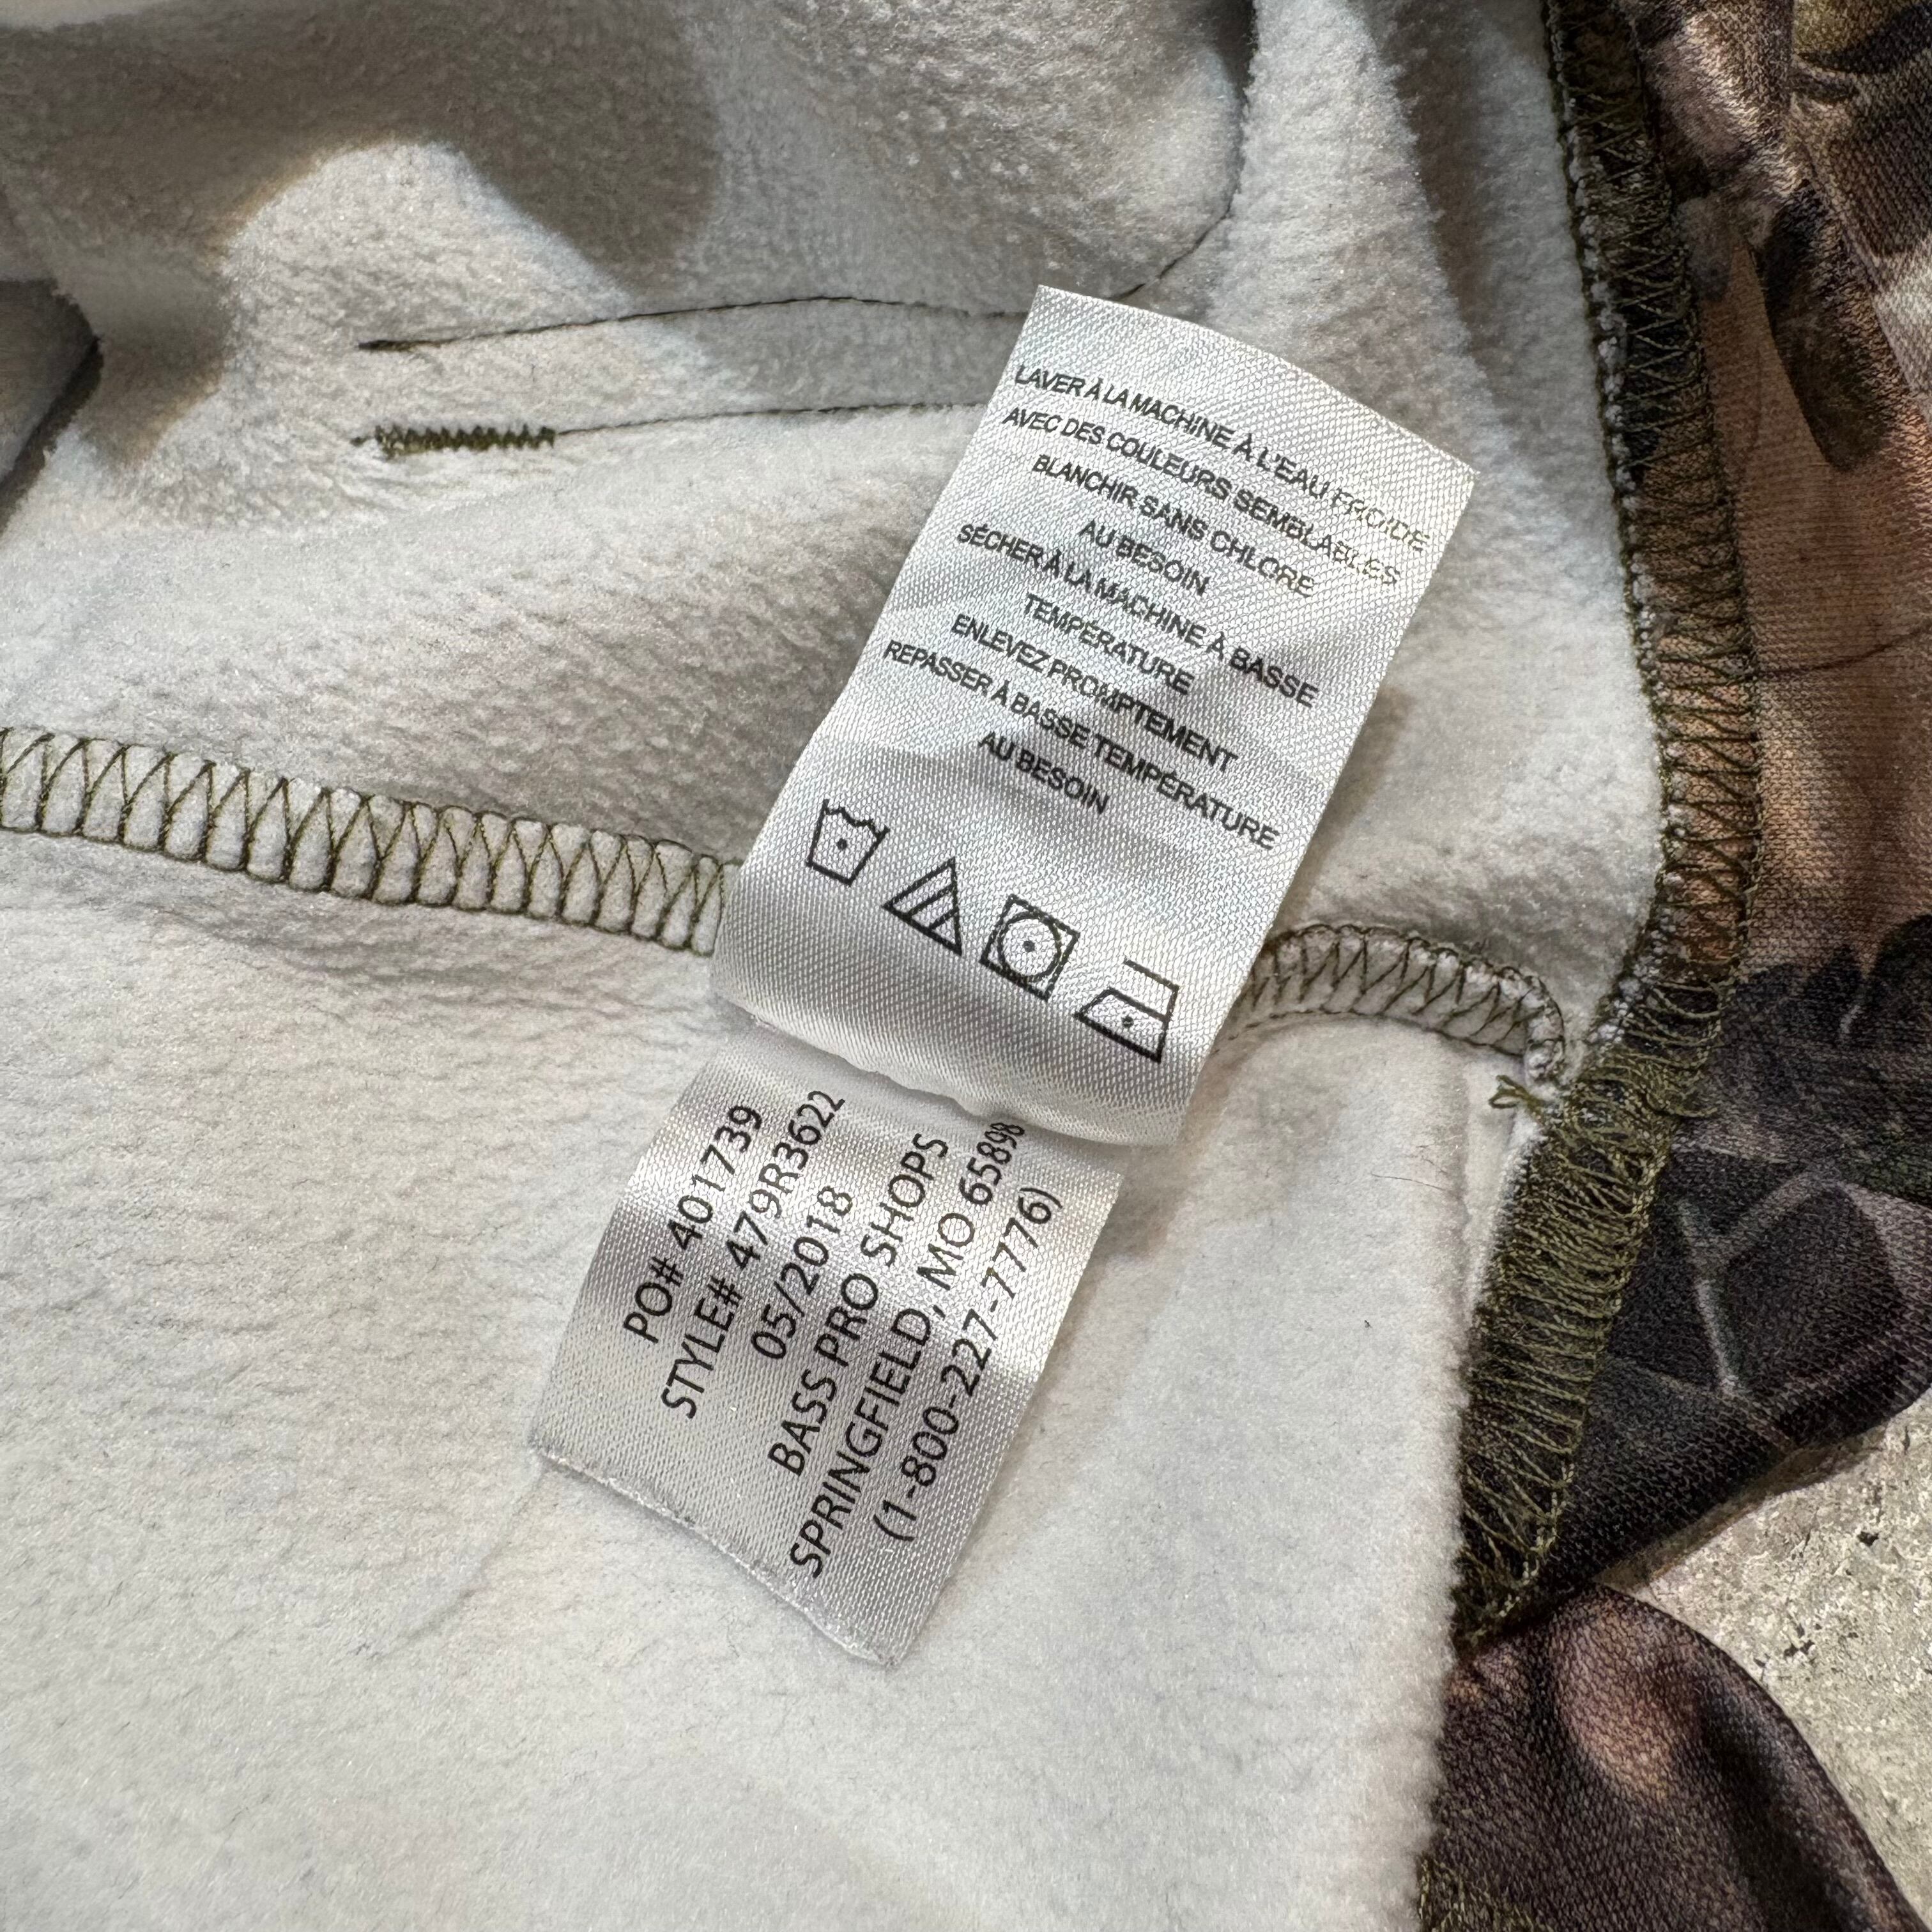 LAVER À LA MACHINE À L'EAU FROIDE
AVEC DES COULEURS SEMBLABLES
BLANCHIR SANS CHLORE
AU BESOIN
SÉCHER À LA MACHINE À BASSE
TEMPÉRATURE
ENLEVEZ PROMPTEMENT
REPASSER À BASSE TEMPÉRATURE
AU BESOIN
PO# 401739
STYLE# 479R3622
05/2018
BASS PRO SHOPS
SPRINGFIELD, MO 65898
(1-800-227-7776)